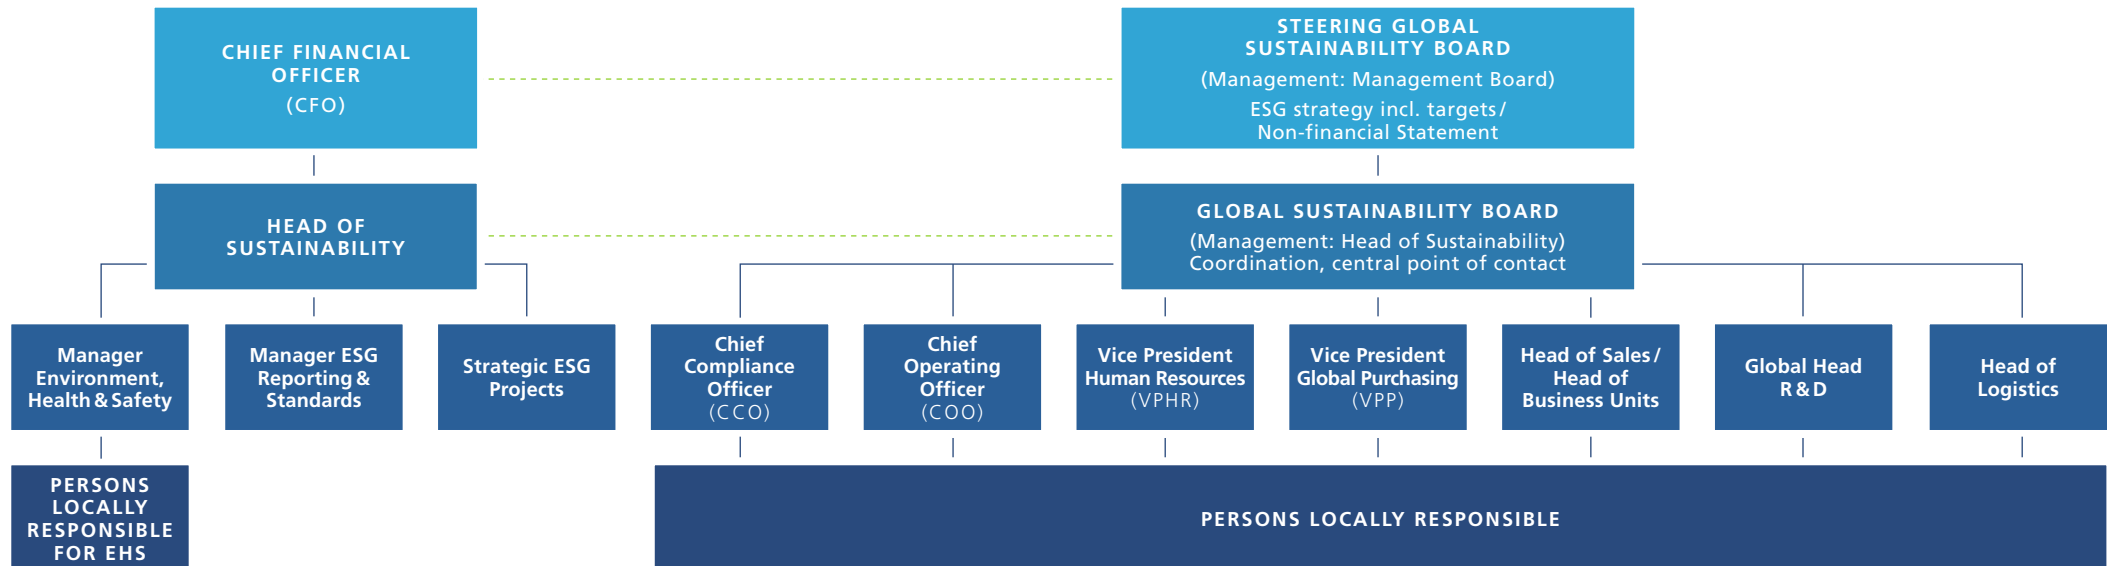 CHIEF FINANCIAL
OFFICER
(CFO)
STEERING GLOBAL
SUSTAINABILITY BOARD
(Management: Management Board)
ESG strategy incl. targets/
Non-financial Statement
HEAD OF
SUSTAINABILITY
GLOBAL SUSTAINABILITY BOARD
(Management: Head of Sustainability)
Coordination, central point of contact
Manager
Environment,
Health & Safety
Manager ESG
Reporting &
Standards
Strategic ESG
Projects
Chief
Compliance
Officer
(CCO)
Chief
Operating
Officer
(COO)
Vice President
Human Resources
(VPHR)
Vice President
Global Purchasing
(VPP)
Head of Sales/
Head of
Business Units
Global Head
R & D
Head of
Logistics
PERSONS
LOCALLY
RESPONSIBLE
FOR EHS
PERSONS LOCALLY RESPONSIBLE